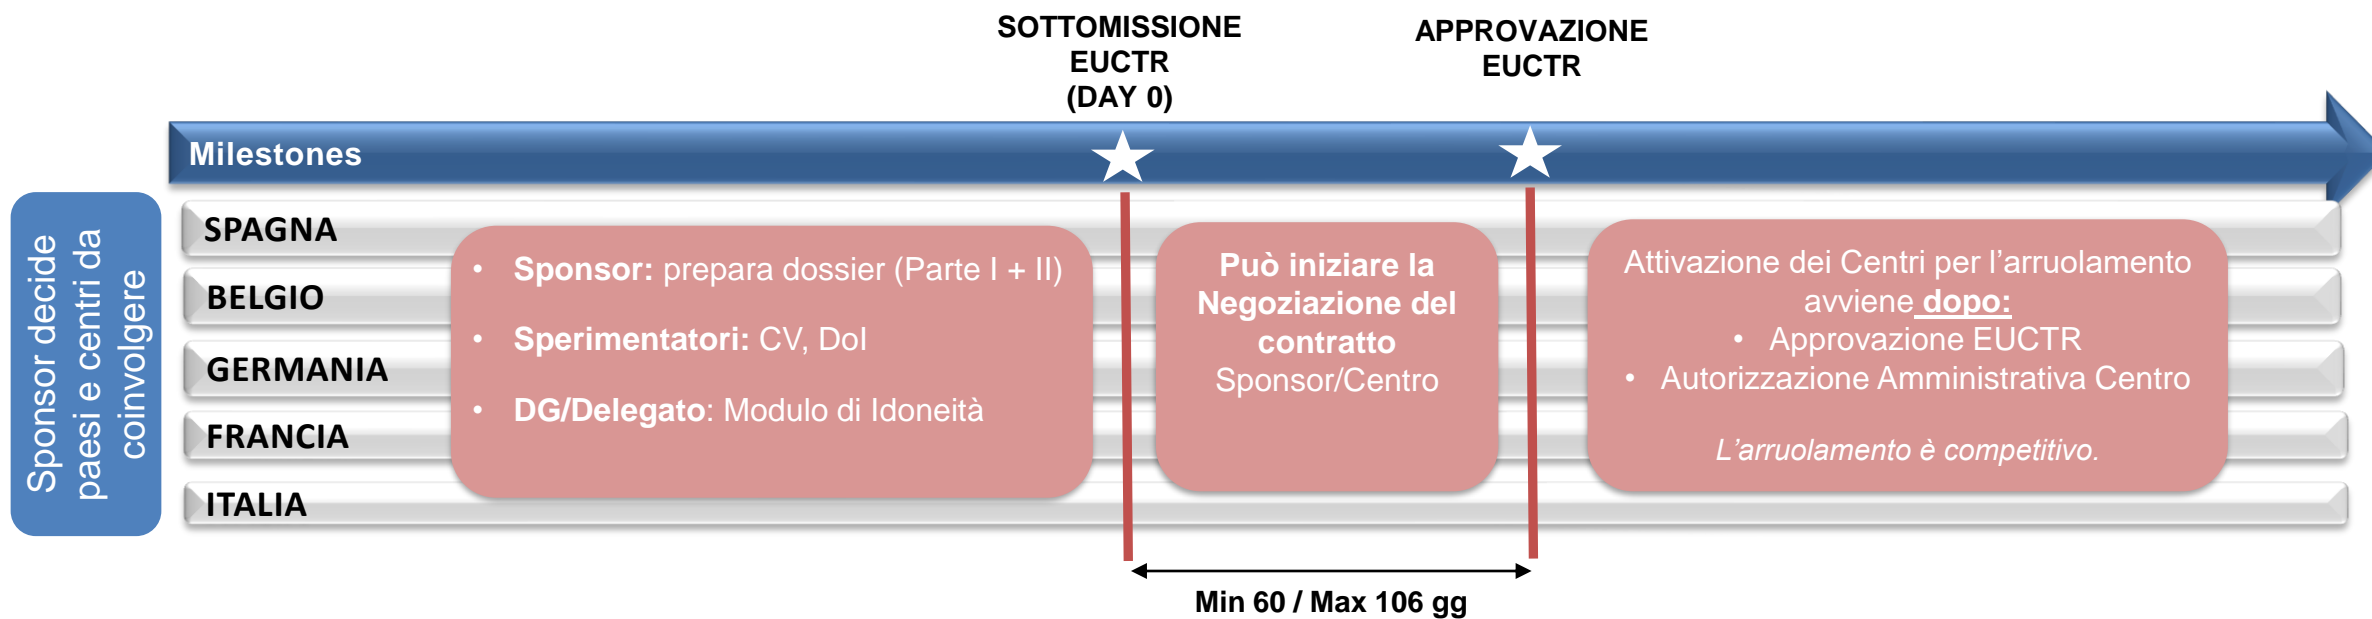 SOTTOMISSIONE
EUCTR
(DAY 0)
APPROVAZIONE
EUCTR
Milestones
Sponsor decide
paesi e centri da
coinvolgere
SPAGNA
BELGIO
GERMANIA
FRANCIA
ITALIA
• Sponsor: prepara dossier (Parte I + II)
• Sperimentatori: CV, DoI
• DG/Delegato: Modulo di Idoneità
Può iniziare la
Negoziazione del
contratto
Sponsor/Centro
Attivazione dei Centri per l’arruolamento
avviene dopo:
• Approvazione EUCTR
• Autorizzazione Amministrativa Centro
L’arruolamento è competitivo.
Min 60 / Max 106 gg